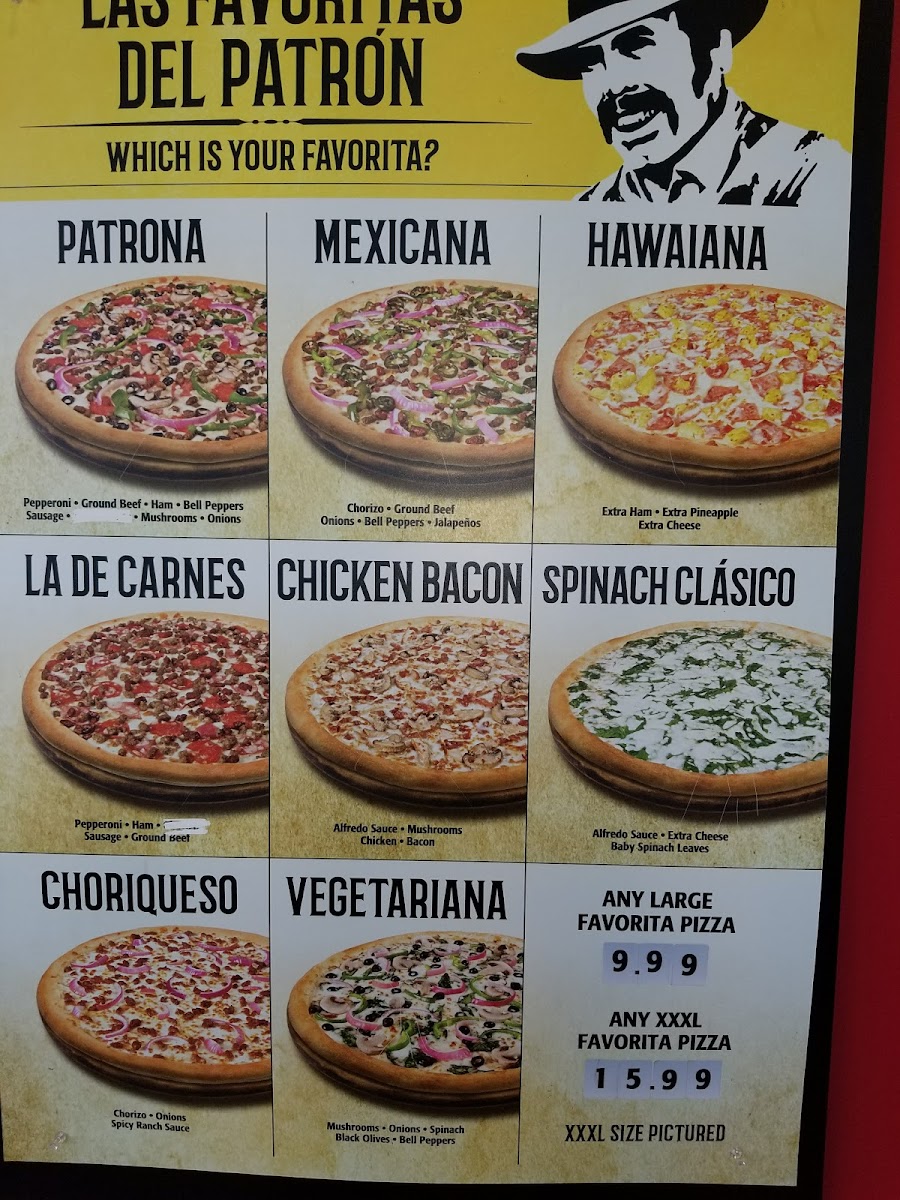 LAS FAVORITAS
DEL PATRÓN
WHICH IS YOUR FAVORITA?
PATRONA
Pepperoni • Ground Beef • Ham • Bell Peppers
Sausage • • Mushrooms • Onions
MEXICANA
Chorizo • Ground Beef
Onions • Bell Peppers • Jalapeños
HAWAIANA
Extra Ham • Extra Pineapple
Extra Cheese
LA DE CARNES
Pepperoni • Ham •
Sausage • Ground Beef
CHICKEN BACON
Alfredo Sauce • Mushrooms
Chicken • Bacon
SPINACH CLÁSICO
Alfredo Sauce • Extra Cheese
Baby Spinach Leaves
CHORIQUESO
Chorizo • Onions
Spicy Ranch Sauce
VEGETARIANA
Mushrooms • Onions • Spinach
Black Olives • Bell Peppers
ANY LARGE
FAVORITA PIZZA
9.99
ANY XXXL
FAVORITA PIZZA
15.99
XXXL SIZE PICTURED